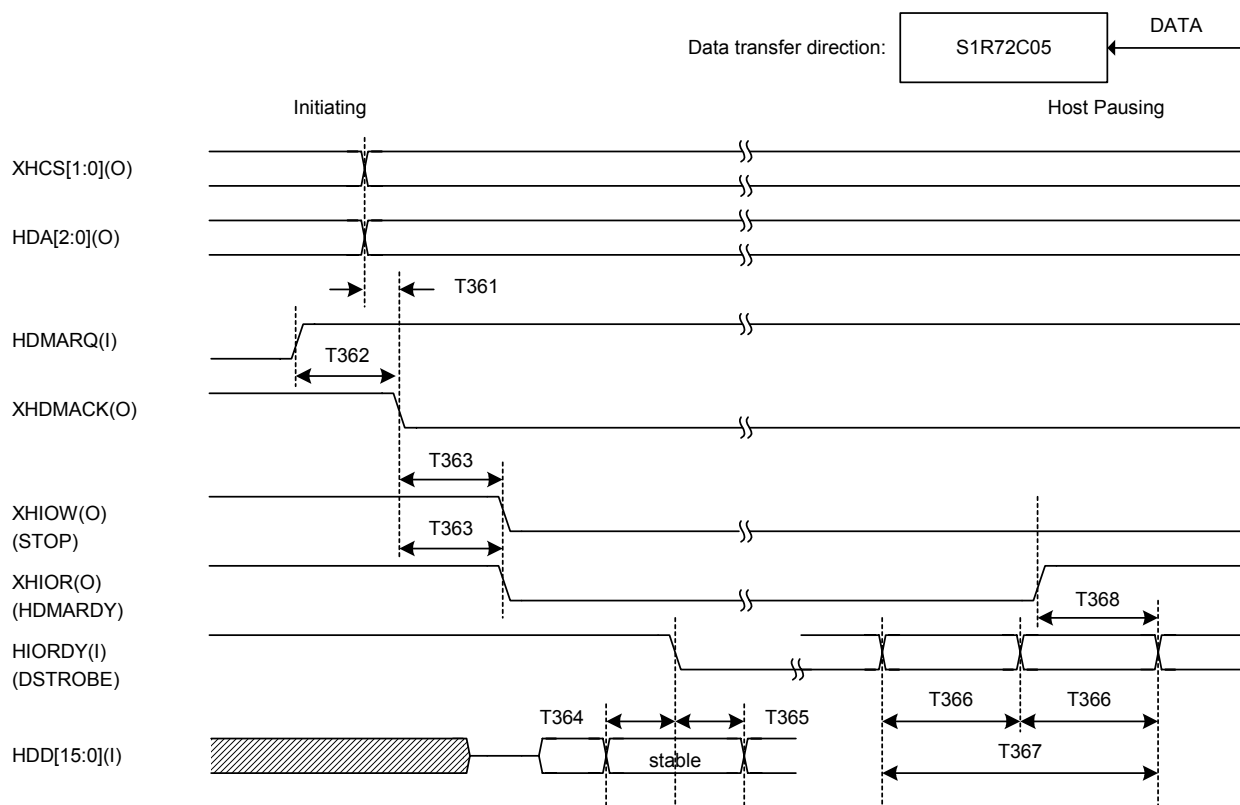 DATA
Data transfer direction: S1R72C05
Initiating Host Pausing
XHCS[1:0](O)
HDA[2:0](O)
T361
HDMARQ(I)
T362
XHDMACK(O)
T363
XHIOW(O)
(STOP)
T363
XHIOR(O)
(HDMARDY)
T368
HIORDY(I)
(DSTROBE)
T366 T366
T364 T365
HDD[15:0](I)
stable
T367